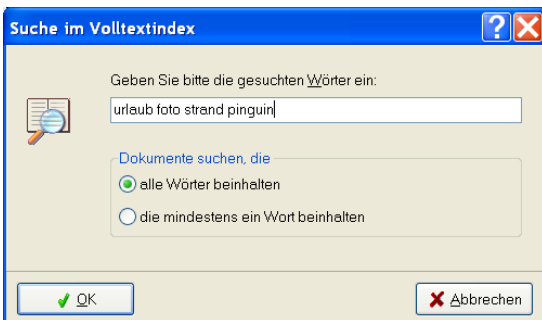 Suche im Volltextindex
Geben Sie bitte die gesuchten Wörter ein:
urlaub foto strand pinguin
Dokumente suchen, die
alle Wörter beinhalten
die mindestens ein Wort beinhalten
OK
Abbrechen